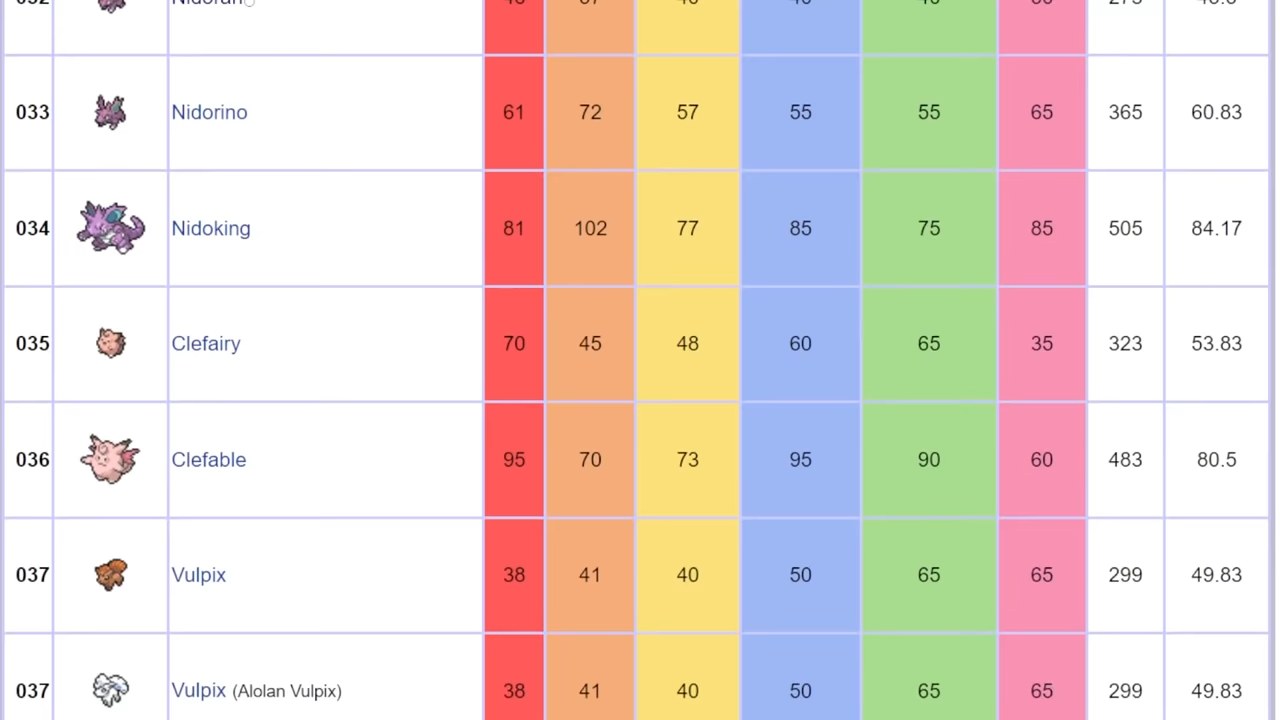 033 Nidorino 61 72 57 55 55 65 365 60.83
034 Nidoking 81 102 77 85 75 85 505 84.17
035 Clefairy 70 45 48 60 65 35 323 53.83
036 Clefable 95 70 73 95 90 60 483 80.5
037 Vulpix 38 41 40 50 65 65 299 49.83
037 Vulpix (Alolan Vulpix) 38 41 40 50 65 65 299 49.83